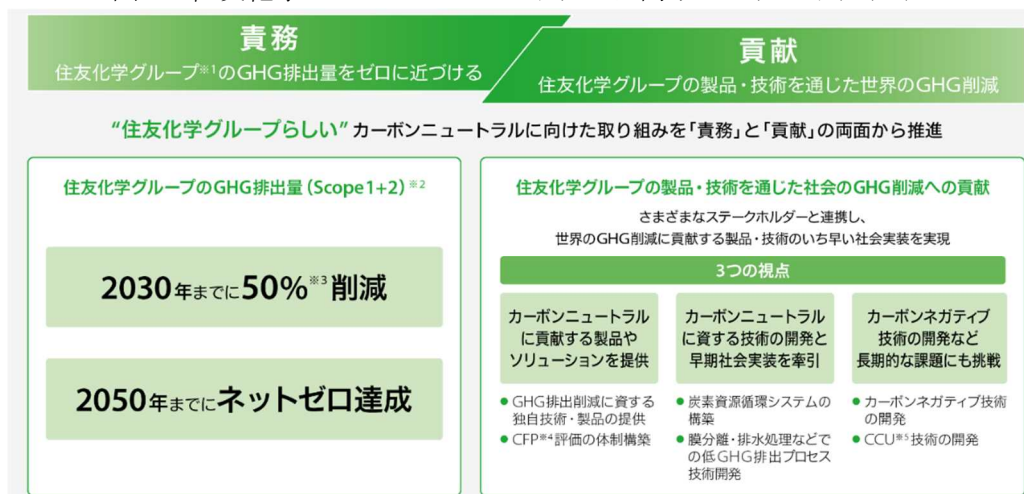 責務
住友化学グループ※1のGHG排出量をゼロに近づける
貢献
住友化学グループの製品・技術を通じた世界のGHG削減
“住友化学グループらしい”カーボンニュートラルに向けた取り組みを「責務」と「貢献」の両面から推進
住友化学グループのGHG排出量（Scope1+2）※2
2030年までに50%※3削減
2050年までにネットゼロ達成
住友化学グループの製品・技術を通じた社会のGHG削減への貢献
さまざまなステークホルダーと連携し、
世界のGHG削減に貢献する製品・技術のいち早い社会実装を実現
3つの視点
カーボンニュートラル
に貢献する製品や
ソリューションを提供
● GHG排出削減に資する
独自技術・製品の提供
● CFP※4評価の体制構築
カーボンニュートラル
に資する技術の開発と
早期社会実装を牽引
● 炭素資源循環システムの
構築
● 膜分離・排水処理などで
の低GHG排出プロセス
技術開発
カーボンネガティブ
技術の開発など
長期的な課題にも挑戦
● カーボンネガティブ技術
の開発
● CCU※5技術の開発